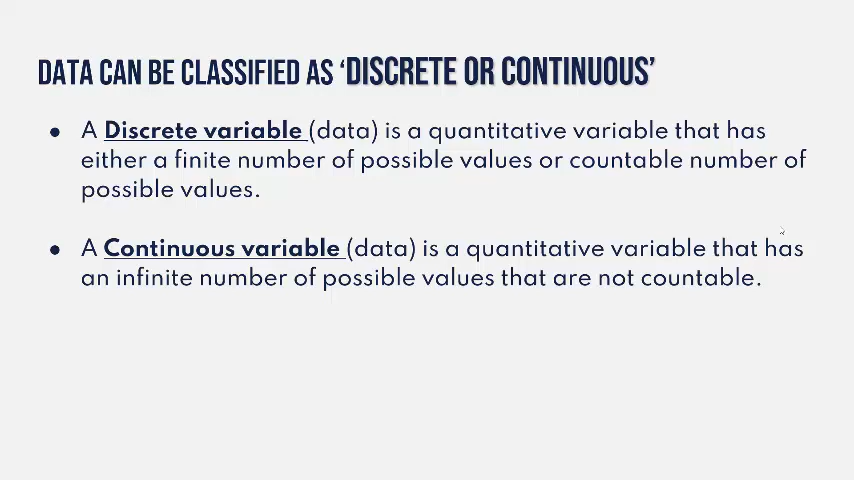 DATA CAN BE CLASSIFIED AS ‘DISCRETE OR CONTINUOUS’
● A Discrete variable (data) is a quantitative variable that has
either a finite number of possible values or countable number of
possible values.
● A Continuous variable (data) is a quantitative variable that has
an infinite number of possible values that are not countable.